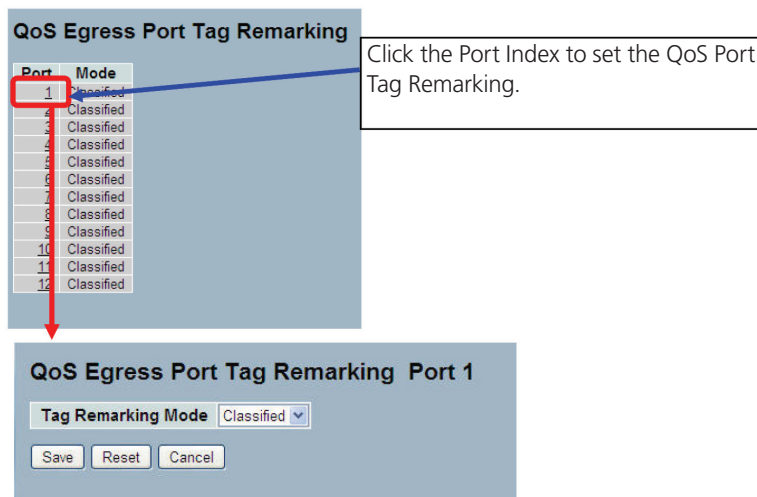 QoS Egress Port Tag Remarking
Click the Port Index to set the QoS Port
Tag Remarking.
Port Mode
1 Classified
2 Classified
3 Classified
4 Classified
5 Classified
6 Classified
7 Classified
8 Classified
9 Classified
10 Classified
11 Classified
12 Classified
QoS Egress Port Tag Remarking Port 1
Tag Remarking Mode Classified
Save Reset Cancel